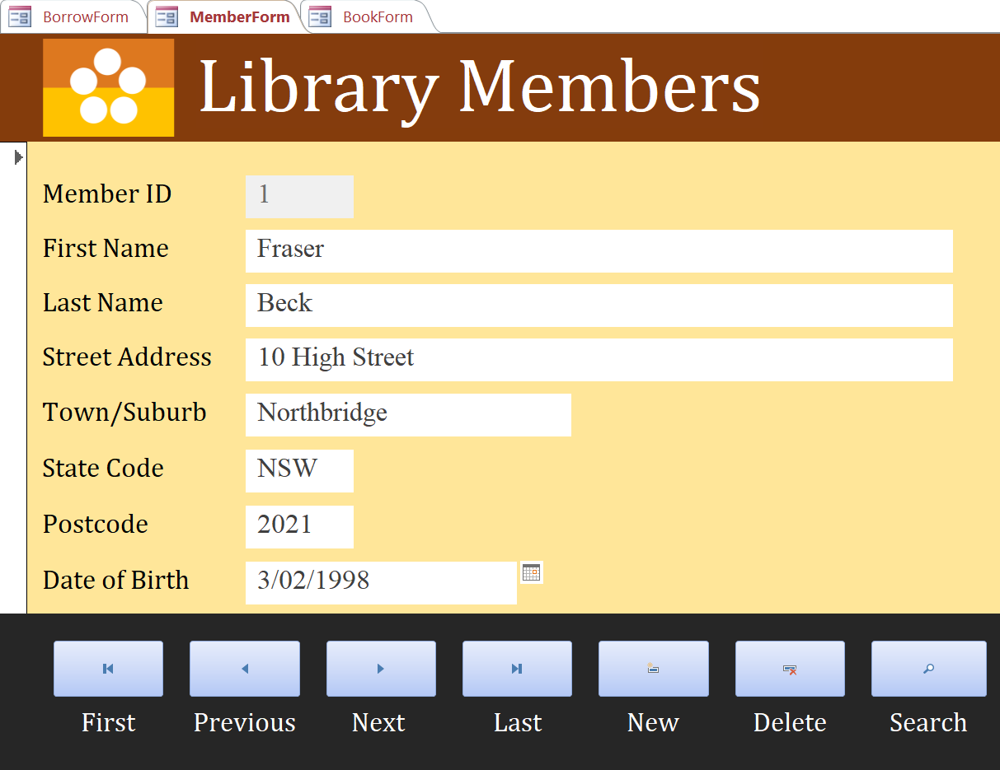 BorrowForm MemberForm BookForm
Library Members
Member ID 1
First Name Fraser
Last Name Beck
Street Address 10 High Street
Town/Suburb Northbridge
State Code NSW
Postcode 2021
Date of Birth 3/02/1998
First Previous Next Last New Delete Search